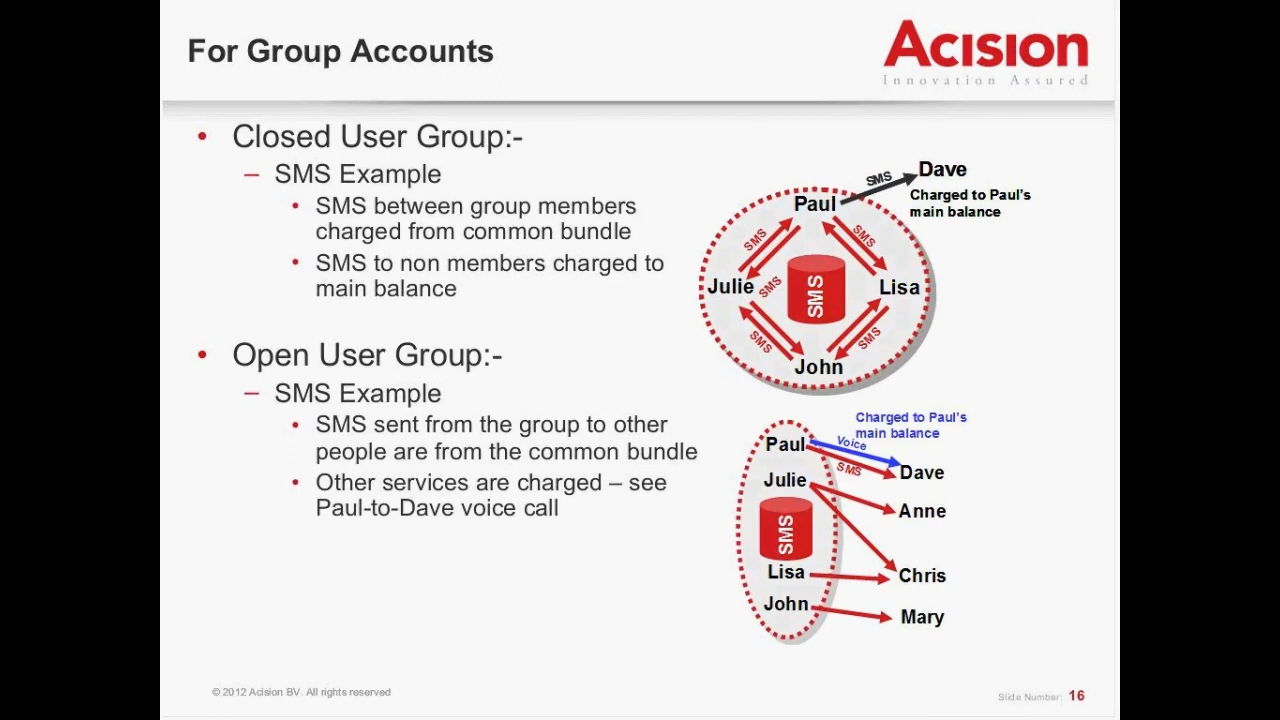 For Group Accounts
Acision
Innovation Assured
• Closed User Group:-
– SMS Example
• SMS between group members
charged from common bundle
• SMS to non members charged to
main balance
• Open User Group:-
– SMS Example
• SMS sent from the group to other
people are from the common bundle
• Other services are charged – see
Paul-to-Dave voice call
SMS
Dave
Charged to Paul's
main balance
Paul
SMS
SMS
Julie
SMS
SMS
Lisa
SMS
SMS
John
Charged to Paul's
main balance
Paul
Voice
SMS
Dave
Julie
Anne
SMS
Lisa
Chris
John
Mary
© 2012 Acision BV. All rights reserved
Slide Number: 16